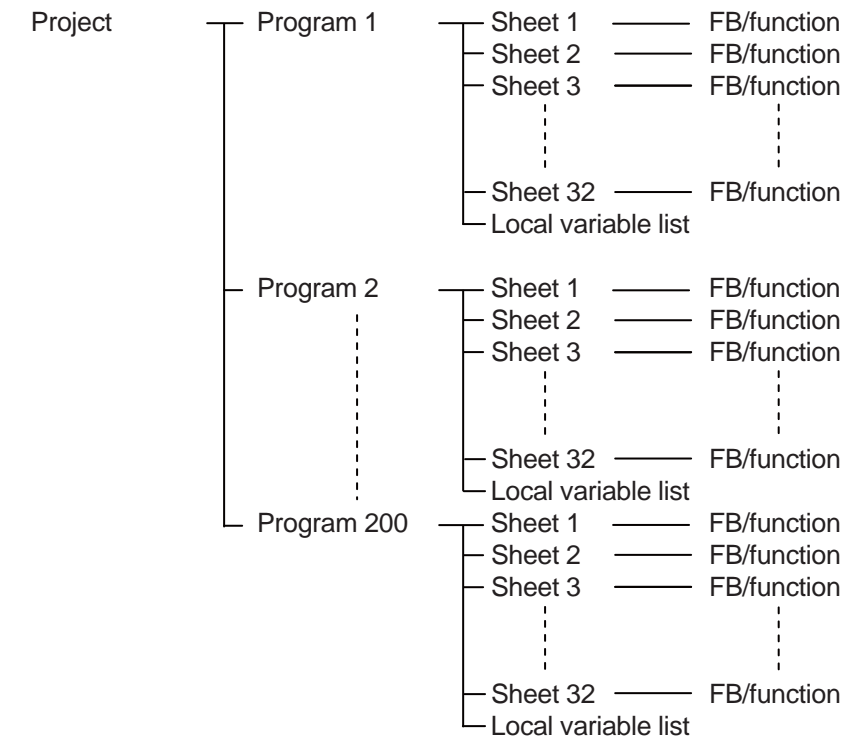 Project Program 1 Sheet 1 FB/function
Sheet 2 FB/function
Sheet 3 FB/function
Sheet 32 FB/function
Local variable list
Program 2 Sheet 1 FB/function
Sheet 2 FB/function
Sheet 3 FB/function
Sheet 32 FB/function
Local variable list
Program 200 Sheet 1 FB/function
Sheet 2 FB/function
Sheet 3 FB/function
Sheet 32 FB/function
Local variable list